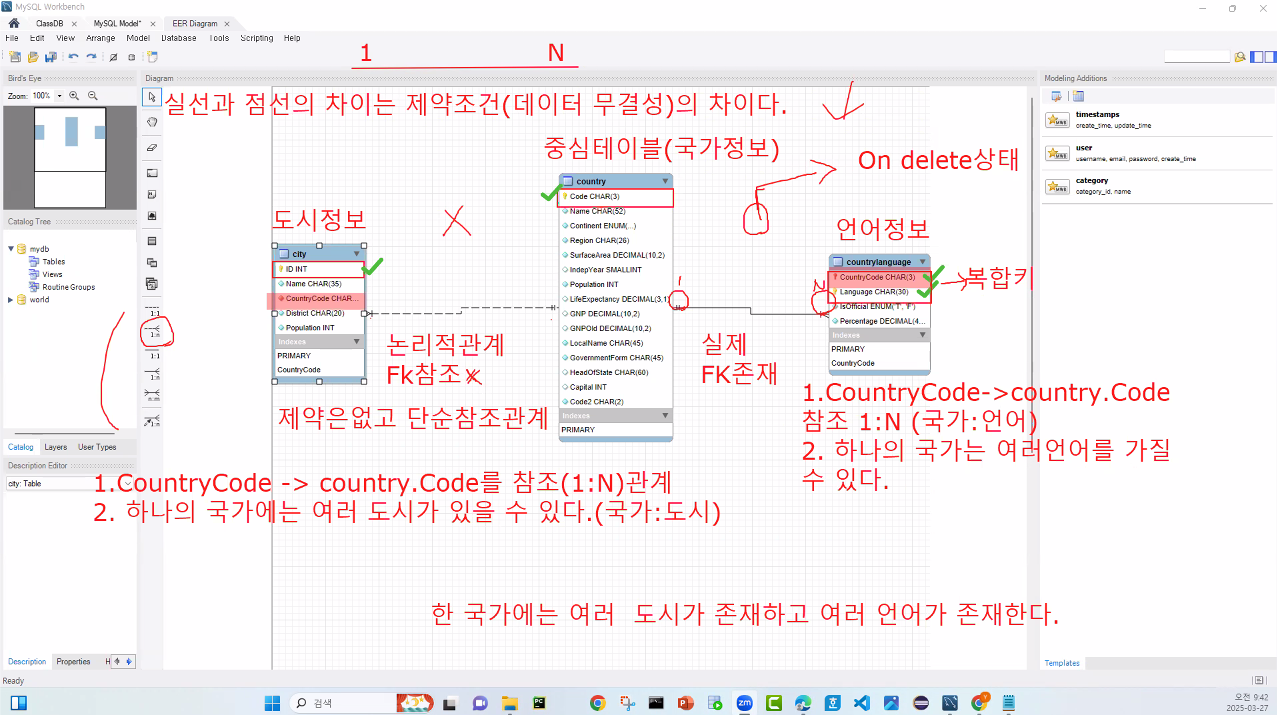 MySQL Workbench
ClassDB
MySQL Model*
EER Diagram
File Edit View Arrange Model Database Tools Scripting Help
1 N
Bird's Eye
Zoom: 100%
Diagram
실선과 점선의 차이는 제약조건(데이터 무결성)의 차이다.
중심테이블(국가정보)
On delete상태
도시정보
언어정보
country
Code CHAR(3)
Name CHAR(52)
Continent ENUM(...)
Region CHAR(26)
SurfaceArea DECIMAL(10,2)
IndepYear SMALLINT
Population INT
LifeExpectancy DECIMAL(3,1)
GNP DECIMAL(10,2)
GNPOld DECIMAL(10,2)
LocalName CHAR(45)
GovernmentForm CHAR(45)
HeadOfState CHAR(60)
Capital INT
Code2 CHAR(2)
Indexes
PRIMARY
city
ID INT
Name CHAR(35)
CountryCode CHAR...
District CHAR(20)
Population INT
Indexes
PRIMARY
CountryCode
countrylanguage
CountryCode CHAR(3)
Language CHAR(30)
IsOfficial ENUM('T', 'F')
Percentage DECIMAL(4...
Indexes
PRIMARY
CountryCode
복합키
1
N
논리적관계
Fk참조x
실제
FK존재
제약은없고 단순참조관계
1.CountryCode->country.Code
참조 1:N (국가:언어)
2. 하나의 국가는 여러언어를 가질
수 있다.
1.CountryCode -> country.Code를 참조(1:N)관계
2. 하나의 국가에는 여러 도시가 있을 수 있다.(국가:도시)
한 국가에는 여러 도시가 존재하고 여러 언어가 존재한다.
Catalog Tree
mydb
Tables
Views
Routine Groups
world
1:1
1:n
1:1
1:n
n:m
1:n
Catalog Layers User Types
Description Editor
city: Table
Description Properties H
Ready
Modeling Additions
timestamps
create_time, update_time
user
username, email, password, create_time
category
category_id, name
Templates
검색
오전 9:42
2025-03-27